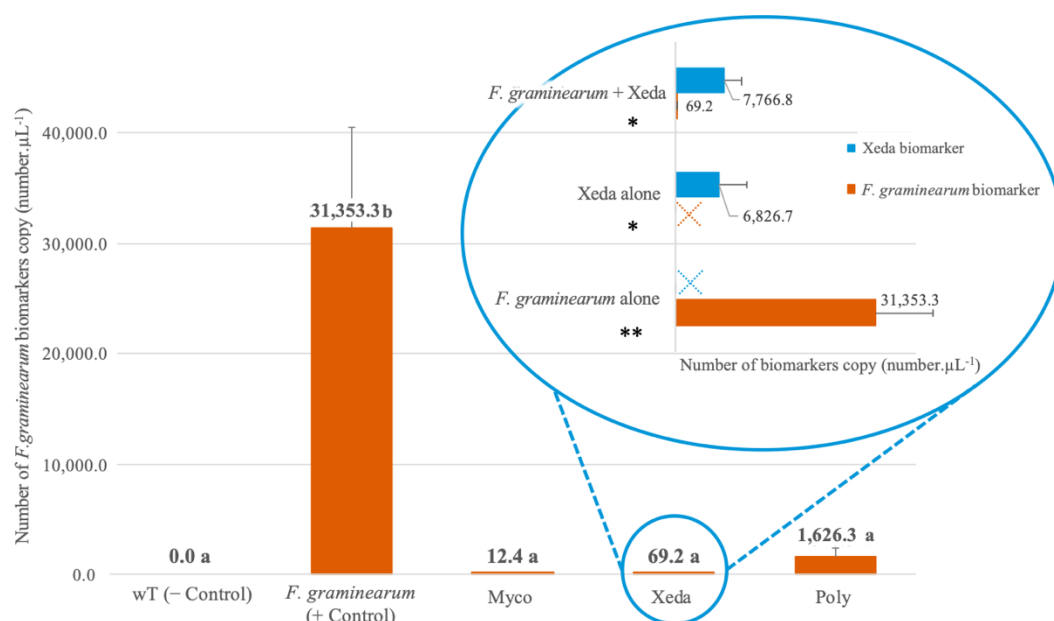 Number of F.graminearum biomarkers copy (number.µL⁻¹)
40,000.0
30,000.0
20,000.0
10,000.0
0.0
0.0 a
31,353.3 b
12.4 a
69.2 a
1,626.3 a
wT (− Control)
F. graminearum
(+ Control)
Myco
Xeda
Poly
F. graminearum + Xeda
*
69.2
7,766.8
Xeda alone
*
6,826.7
F. graminearum alone
**
31,353.3
Number of biomarkers copy (number.µL⁻¹)
Xeda biomarker
F. graminearum biomarker